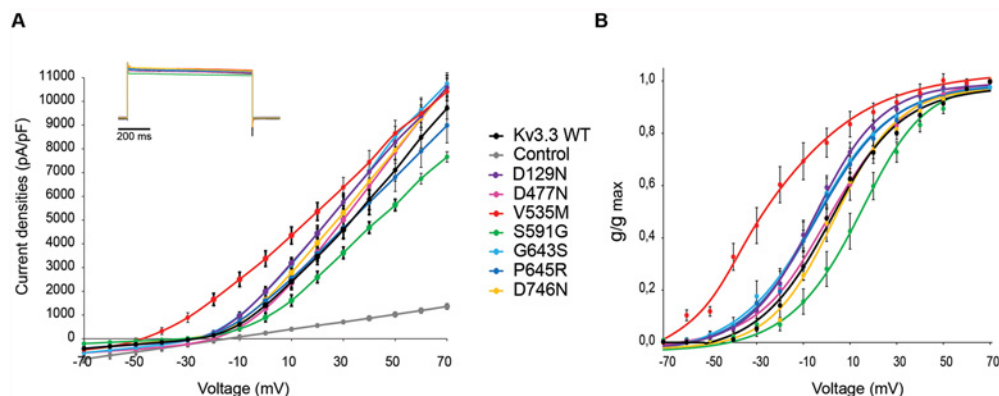 A
B
200 ms
Current densities (pA/pF)
11000
10000
9000
8000
7000
6000
5000
4000
3000
2000
1000
0
-70 -50 -30 -10 10 30 50 70
Voltage (mV)
Kv3.3 WT
Control
D129N
D477N
V535M
S591G
G643S
P645R
D746N
g/g max
1,0
0,8
0,6
0,4
0,2
0,0
-70 -50 -30 -10 10 30 50 70
Voltage (mV)